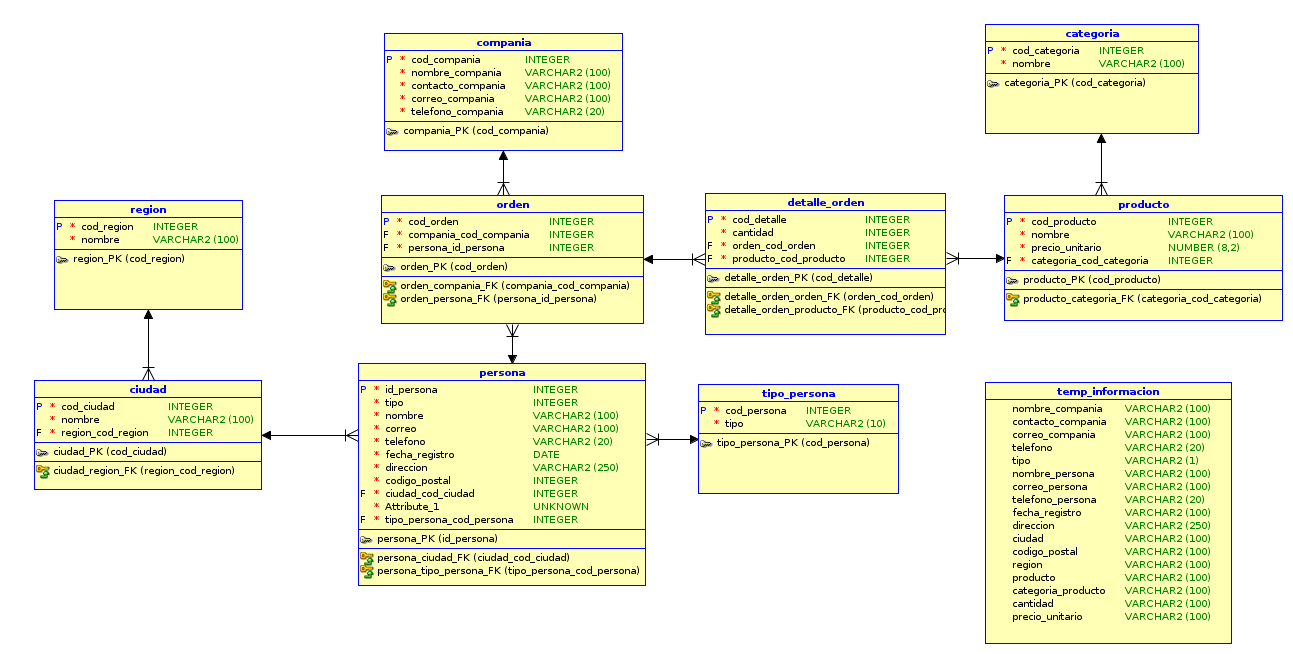 compania
P * cod_compania INTEGER
* nombre_compania VARCHAR2 (100)
* contacto_compania VARCHAR2 (100)
* correo_compania VARCHAR2 (100)
* telefono_compania VARCHAR2 (20)
compania_PK (cod_compania)
categoria
P * cod_categoria INTEGER
* nombre VARCHAR2 (100)
categoria_PK (cod_categoria)
region
P * cod_region INTEGER
* nombre VARCHAR2 (100)
region_PK (cod_region)
orden
P * cod_orden INTEGER
F * compania_cod_compania INTEGER
F * persona_id_persona INTEGER
orden_PK (cod_orden)
orden_compania_FK (compania_cod_compania)
orden_persona_FK (persona_id_persona)
detalle_orden
P * cod_detalle INTEGER
* cantidad INTEGER
F * orden_cod_orden INTEGER
F * producto_cod_producto INTEGER
detalle_orden_PK (cod_detalle)
detalle_orden_orden_FK (orden_cod_orden)
detalle_orden_producto_FK (producto_cod_pro
producto
P * cod_producto INTEGER
* nombre VARCHAR2 (100)
* precio_unitario NUMBER (8,2)
F * categoria_cod_categoria INTEGER
producto_PK (cod_producto)
producto_categoria_FK (categoria_cod_categoria)
ciudad
P * cod_ciudad INTEGER
* nombre VARCHAR2 (100)
F * region_cod_region INTEGER
ciudad_PK (cod_ciudad)
ciudad_region_FK (region_cod_region)
persona
P * id_persona INTEGER
* tipo INTEGER
* nombre VARCHAR2 (100)
* correo VARCHAR2 (100)
* telefono VARCHAR2 (20)
* fecha_registro DATE
* direccion VARCHAR2 (250)
* codigo_postal INTEGER
F * ciudad_cod_ciudad INTEGER
* Attribute_1 UNKNOWN
F * tipo_persona_cod_persona INTEGER
persona_PK (id_persona)
persona_ciudad_FK (ciudad_cod_ciudad)
persona_tipo_persona_FK (tipo_persona_cod_persona)
tipo_persona
P * cod_persona INTEGER
* tipo VARCHAR2 (10)
tipo_persona_PK (cod_persona)
temp_informacion
nombre_compania VARCHAR2 (100)
contacto_compania VARCHAR2 (100)
correo_compania VARCHAR2 (100)
telefono VARCHAR2 (20)
tipo VARCHAR2 (1)
nombre_persona VARCHAR2 (100)
correo_persona VARCHAR2 (100)
telefono_persona VARCHAR2 (20)
fecha_registro VARCHAR2 (100)
direccion VARCHAR2 (250)
ciudad VARCHAR2 (100)
codigo_postal VARCHAR2 (100)
region VARCHAR2 (100)
producto VARCHAR2 (100)
categoria_producto VARCHAR2 (100)
cantidad VARCHAR2 (100)
precio_unitario VARCHAR2 (100)